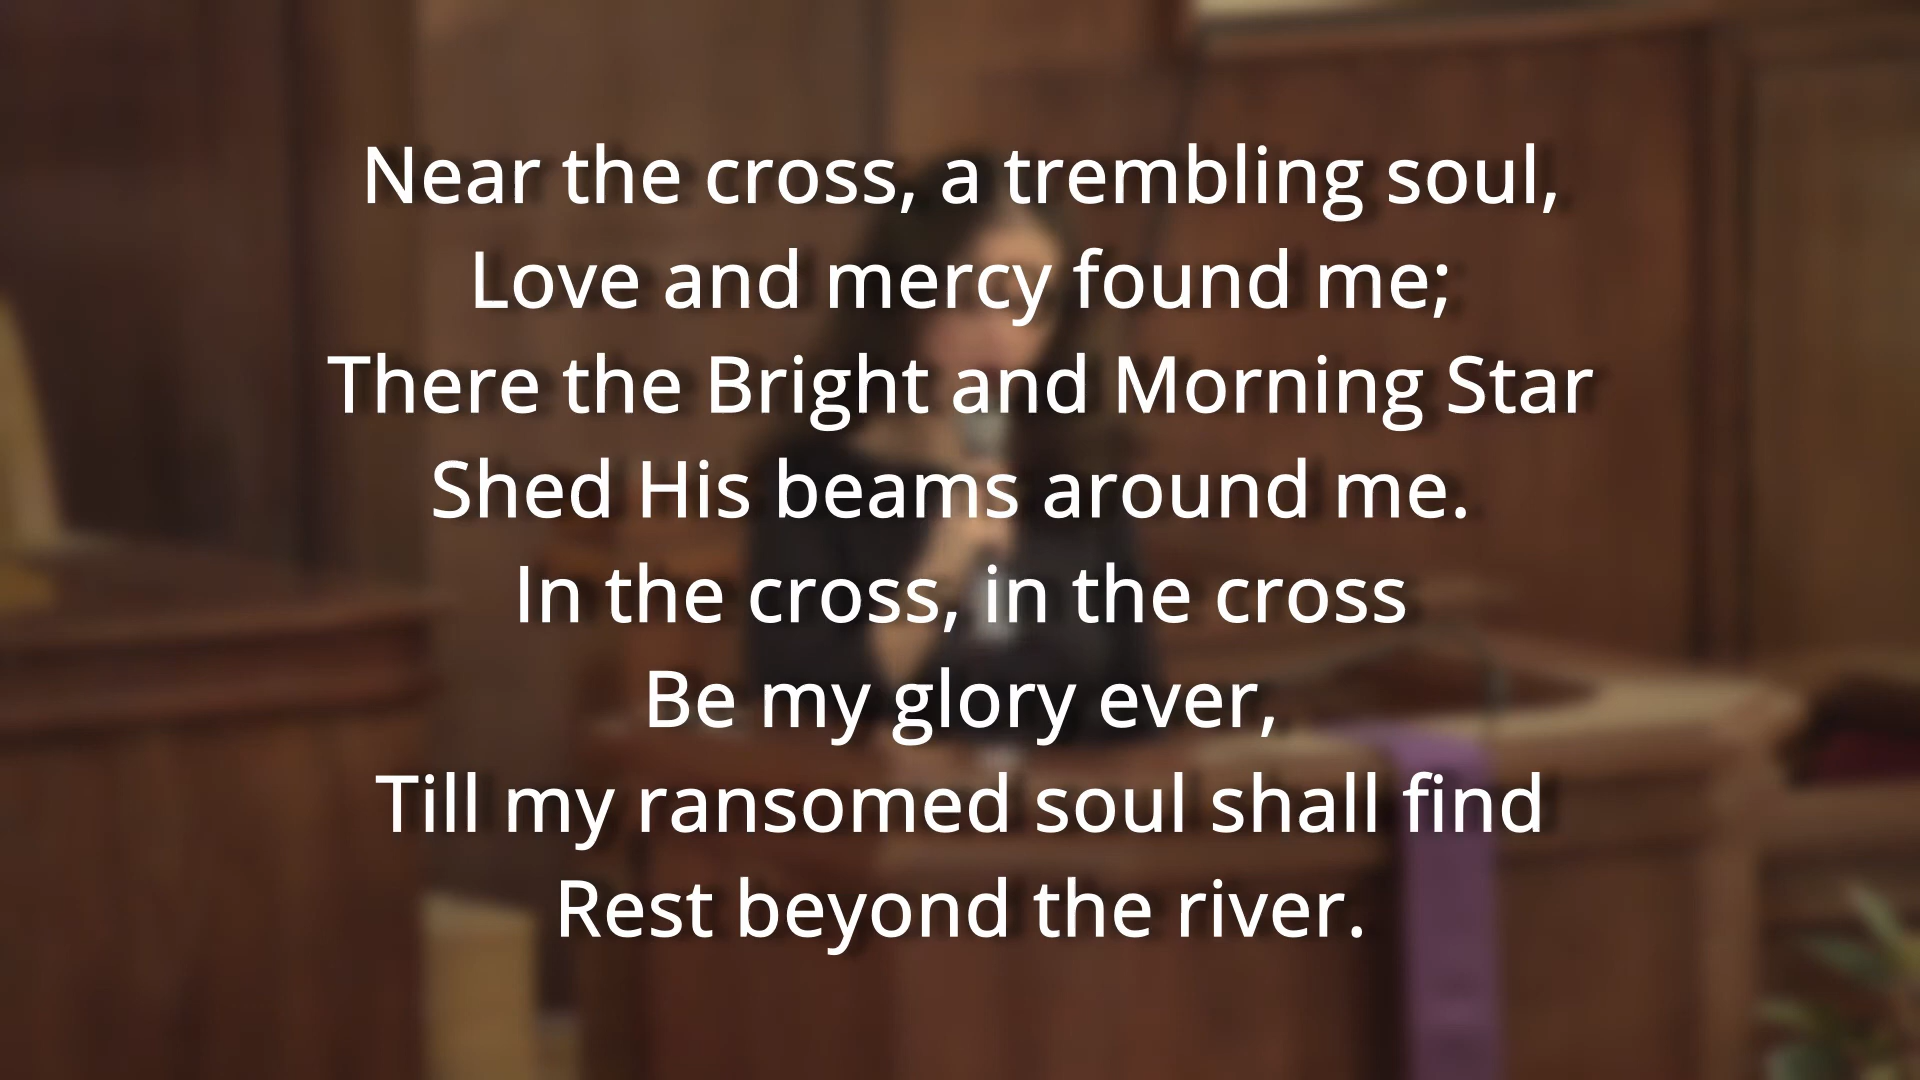 Near the cross, a trembling soul,
Love and mercy found me;
There the Bright and Morning Star
Shed His beams around me.
In the cross, in the cross
Be my glory ever,
Till my ransomed soul shall find
Rest beyond the river.